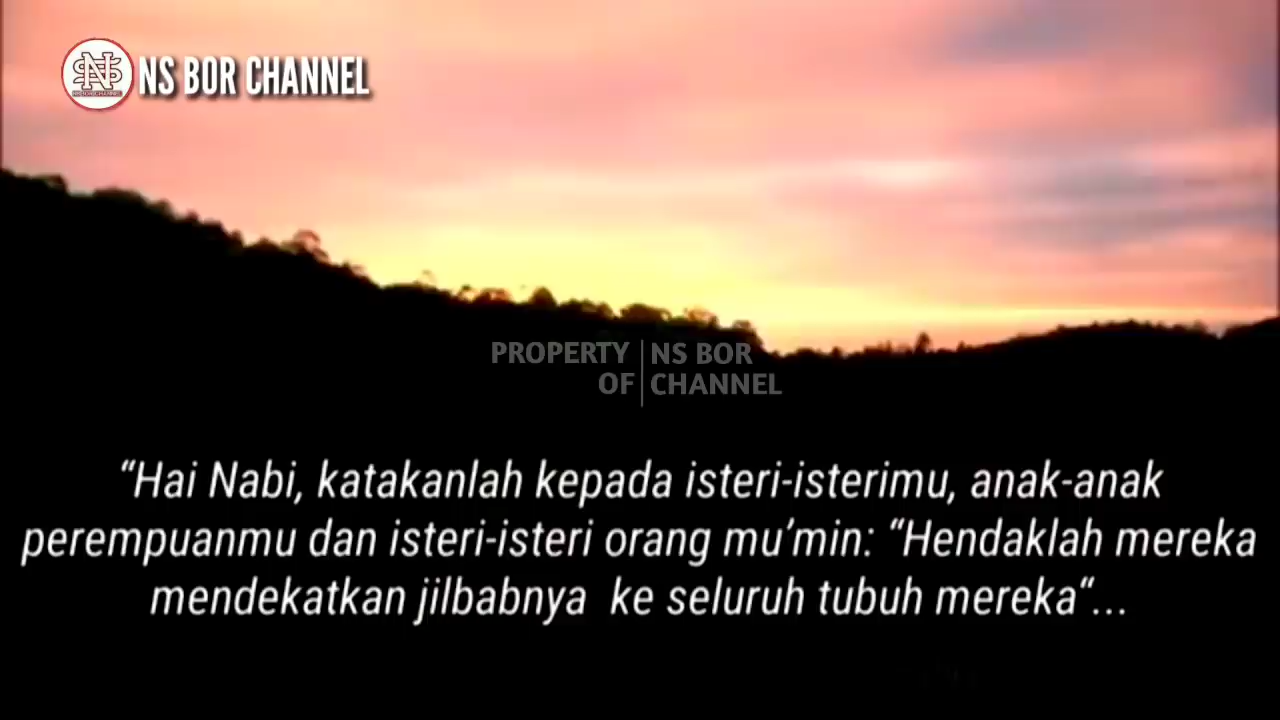 NS BOR CHANNEL
PROPERTY NS BOR
OF CHANNEL
“Hai Nabi, katakanlah kepada isteri-isterimu, anak-anak
perempuanmu dan isteri-isteri orang mu’min: “Hendaklah mereka
mendekatkan jilbabnya ke seluruh tubuh mereka“...